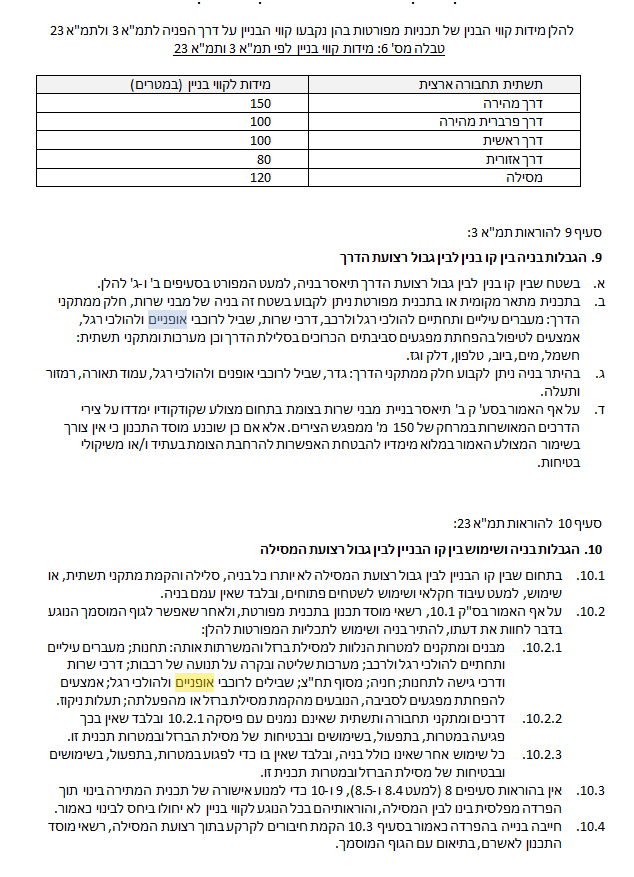 להלן מידות קווי הבנין של תכניות מפורטות בהן נקבעו קווי הבניין על דרך הפניה לתמ"א 3 ולתמ"א 23
טבלה מס' 6: מידות קווי בניין לפי תמ"א 3 ותמ"א 23
תשתית תחבורה ארצית מידות לקווי בניין (במטרים)
דרך מהירה 150
דרך פרברית מהירה 100
דרך ראשית 100
דרך אזורית 80
מסילה 120
סעיף 9 להוראות תמ"א 3:
9. הגבלות בניה בין קו בנין לבין גבול רצועת הדרך
א. בשטח שבין קו בנין לבין גבול רצועת הדרך תיאסר בניה, למעט המפורט בסעיפים ב' ו-ג' להלן.
ב. בתכנית מתאר מקומית או בתכנית מפורטת ניתן לקבוע בשטח זה בניה של מבני שרות, חלק ממתקני
הדרך: מעברים עיליים ותחתיים להולכי רגל ולרכב, דרכי שרות, שביל לרוכבי אופניים ולהולכי רגל,
אמצעים לטיפול בהפחתת מפגעים סביבתים הכרוכים בסלילת הדרך וכן מערכות ומתקני תשתית:
חשמל, מים, ביוב, טלפון, דלק וגז.
ג. בהיתר בניה ניתן לקבוע חלק ממתקני הדרך: גדר, שביל לרוכבי אופניים ולהולכי רגל, עמוד תאורה, רמזור
ותעלה.
ד. על אף האמור בסע' ק ב' תיאסר בניית מבני שרות בצומת בתחום מצולע שקודקודיו ימדדו על צירי
הדרכים המאושרות במרחק של 150 מ' ממפגש הצירים. אלא אם כן שוכנע מוסד התכנון כי אין צורך
בשימור המצולע האמור במלוא מימדיו להבטחת האפשרות להרחבת הצומת בעתיד ו/או משיקולי
בטיחות.
סעיף 10 להוראות תמ"א 23:
10. הגבלות בניה ושימוש בין קו הבניין לבין גבול רצועת המסילה
10.1. בתחום שבין קו הבניין לבין גבול רצועת המסילה לא יותרו כל בניה, סלילה והקמת מתקני תשתית, או
שימוש, למעט עיבוד חקלאי ושימוש לשטחים פתוחים, ובלבד שאין עמם בניה.
10.2. על אף האמור בס"ק 10.1, רשאי מוסד תכנון בתכנית מפורטת, ולאחר שאפשר לגוף המוסמך הנוגע
בדבר לחוות את דעתו, להתיר בניה ושימוש לתכליות המפורטות להלן:
10.2.1. מבנים ומתקנים למטרות הנלוות למסילת ברזל והמשרתות אותה: תחנות; מעברים עיליים
ותחתיים להולכי רגל ולרכב; מערכות שליטה ובקרה על תנועה של רכבות; דרכי שרות
ודרכי גישה לתחנות; חניה; מסוף תח"צ; שבילים לרוכבי אופניים ולהולכי רגל; אמצעים
להפחתת מפגעים לסביבה, הנובעים מהקמת מסילת ברזל או מהפעלתה; תעלות ניקוז.
10.2.2. דרכים ומתקני תחבורה ותשתית שאינם נמנים עם פיסקה 10.2.1 ובלבד שאין בכך
פגיעה במטרות, בתפעול, בשימושים ובבטיחות של מסילת הברזל ובמטרות תכנית זו.
10.2.3. כל שימוש אחר שאינו כולל בניה, ובלבד שאין בו כדי לפגוע במטרות, בתפעול, בשימושים
ובבטיחות של מסילת הברזל ובמטרות תכנית זו.
10.3. אין בהוראות סעיפים 8 (למעט 8.4 ו-8.5), 9 ו-10 כדי למנוע אישורה של תכנית המתירה בינוי תוך
הפרדה מפלסית בינו לבין המסילה, והוראותיהם בכל הנוגע לקווי בניין לא יחולו ביחס לבינוי כאמור.
10.4. חייבה בנייה בהפרדה כאמור בסעיף 10.3 הקמת חיבורים לקרקע בתוך רצועת המסילה, רשאי מוסד
התכנון לאשרם, בתיאום עם הגוף המוסמך.